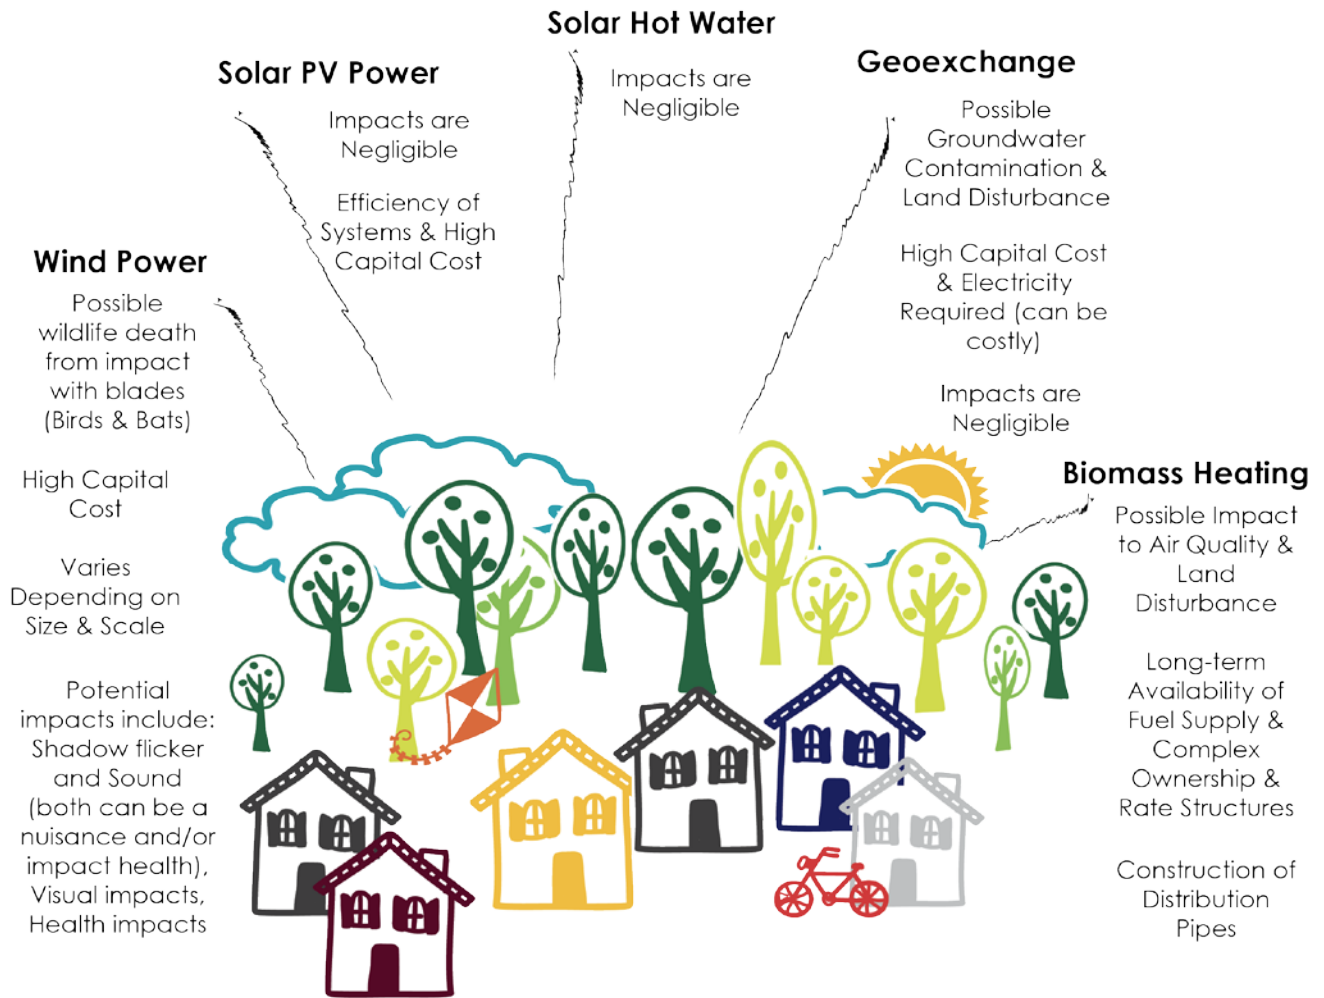 Solar Hot Water
Impacts are
Negligible
Solar PV Power
Impacts are
Negligible
Efficiency of
Systems & High
Capital Cost
Geoexchange
Possible
Groundwater
Contamination &
Land Disturbance
High Capital Cost
& Electricity
Required (can be
costly)
Impacts are
Negligible
Wind Power
Possible
wildlife death
from impact
with blades
(Birds & Bats)
High Capital
Cost
Varies
Depending on
Size & Scale
Potential
impacts include:
Shadow flicker
and Sound
(both can be a
nuisance and/or
impact health),
Visual impacts,
Health impacts
Biomass Heating
Possible Impact
to Air Quality &
Land
Disturbance
Long-term
Availability of
Fuel Supply &
Complex
Ownership &
Rate Structures
Construction of
Distribution
Pipes